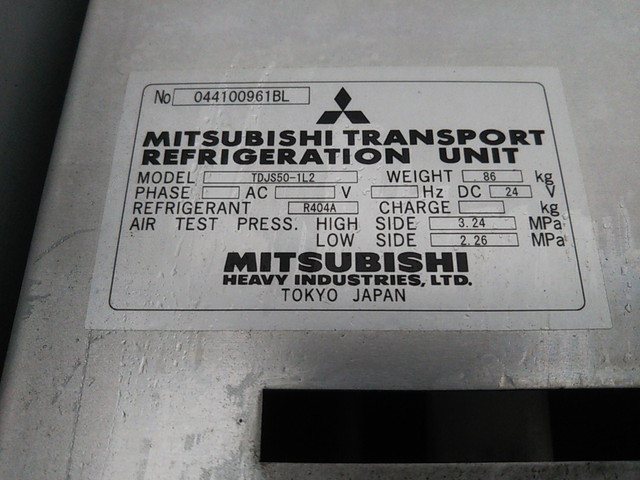 No 044100961BL
MITSUBISHI TRANSPORT
REFRIGERATION UNIT
MODEL TDJS50-1L2 WEIGHT 86 kg
PHASE AC V Hz DC 24 V
REFRIGERANT R404A CHARGE kg
AIR TEST PRESS. HIGH SIDE 3.24 MPa
LOW SIDE 2.26 MPa
MITSUBISHI
HEAVY INDUSTRIES, LTD.
TOKYO JAPAN